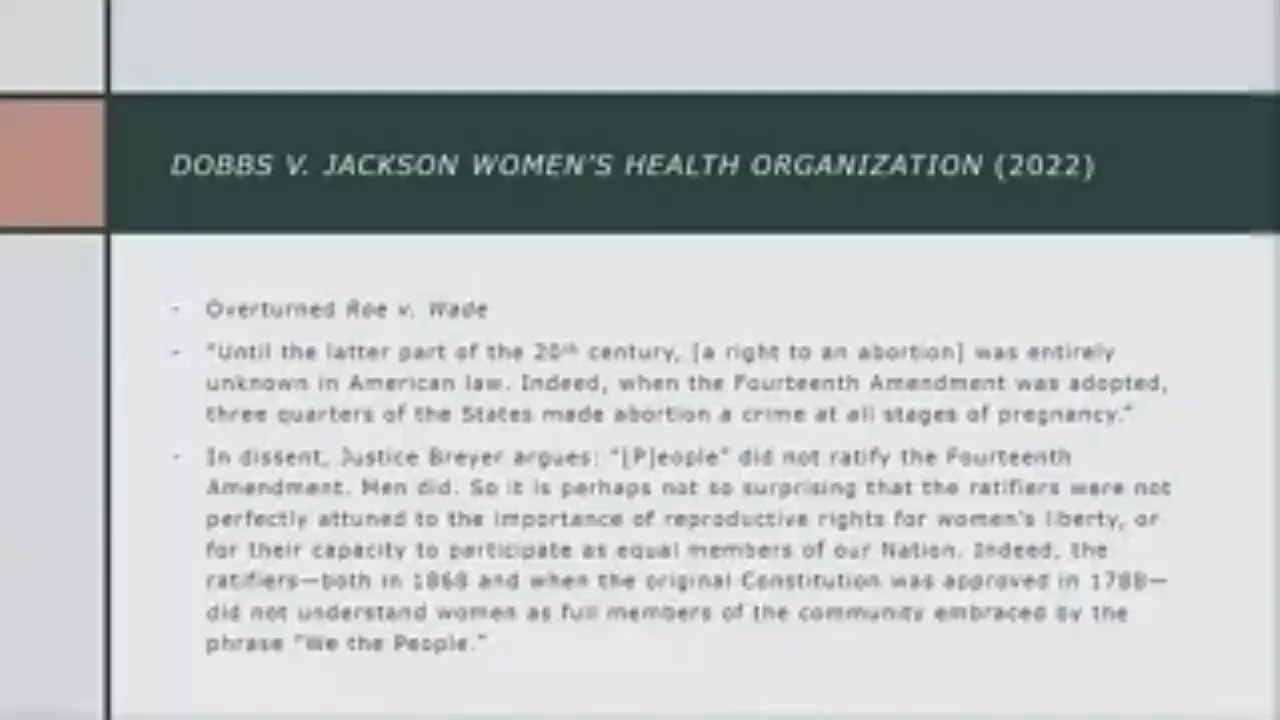 DOBBS V. JACKSON WOMEN'S HEALTH ORGANIZATION (2022)
- Overturned Roe v. Wade
- "Until the latter part of the 20th century, [a right to an abortion] was entirely
unknown in American law. Indeed, when the Fourteenth Amendment was adopted,
three quarters of the States made abortion a crime at all stages of pregnancy."
- In dissent, Justice Breyer argues: "[P]eople" did not ratify the Fourteenth
Amendment. Men did. So it is perhaps not so surprising that the ratifiers were not
perfectly attuned to the importance of reproductive rights for women's liberty, or
for their capacity to participate as equal members of our Nation. Indeed, the
ratifiers—both in 1868 and when the original Constitution was approved in 1788—
did not understand women as full members of the community embraced by the
phrase "We the People."